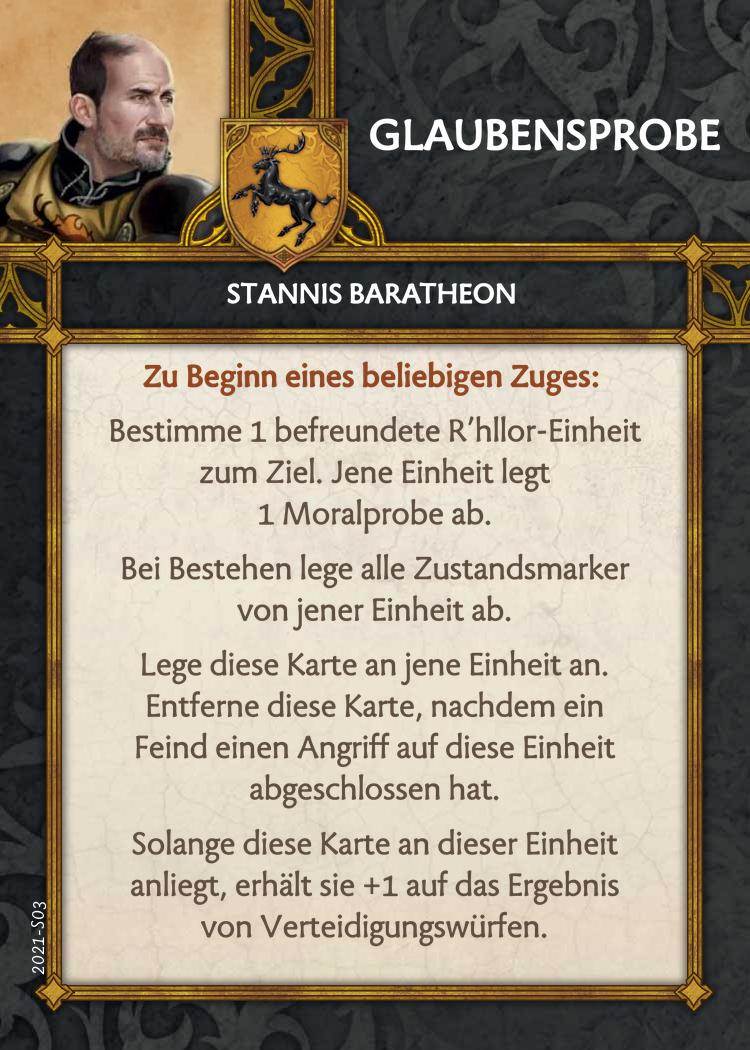 GLAUBENSPROBE
STANNIS BARATHEON
Zu Beginn eines beliebigen Zuges:
Bestimme 1 befreundete R'hllor-Einheit
zum Ziel. Jene Einheit legt
1 Moralprobe ab.
Bei Bestehen lege alle Zustandsmarker
von jener Einheit ab.
Lege diese Karte an jene Einheit an.
Entferne diese Karte, nachdem ein
Feind einen Angriff auf diese Einheit
abgeschlossen hat.
Solange diese Karte an dieser Einheit
anliegt, erhält sie +1 auf das Ergebnis
von Verteidigungswürfen.
2021-S03